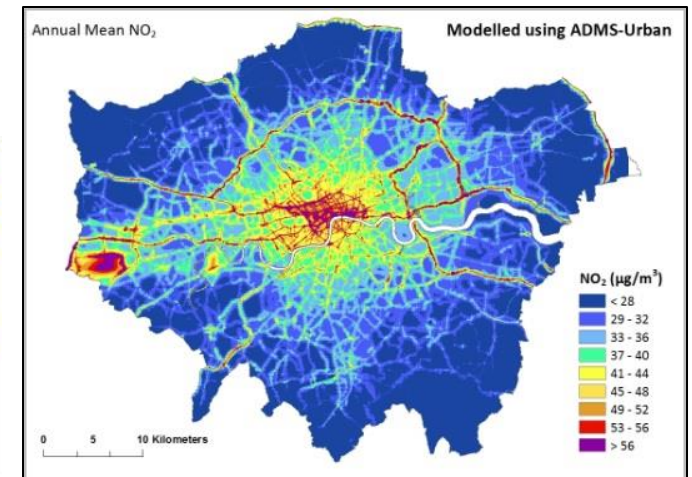 Annual Mean NO₂
Modelled using ADMS-Urban
NO₂ (µg/m³)
< 28
29 - 32
33 - 36
37 - 40
41 - 44
45 - 48
49 - 52
53 - 56
> 56
0 5 10 Kilometers